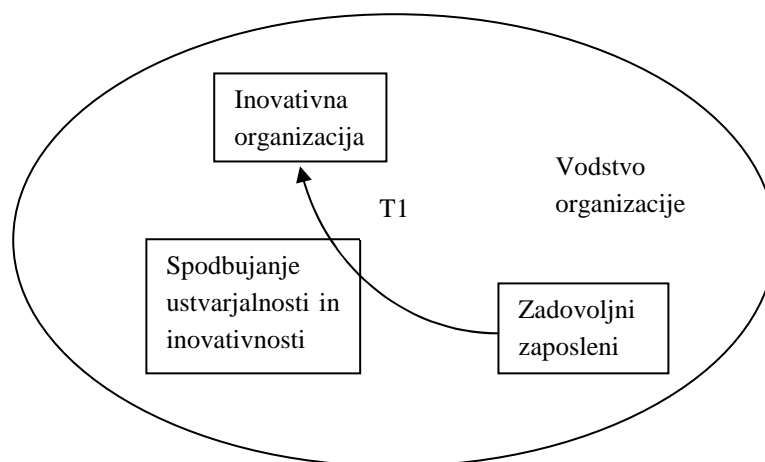 Inovativna
organizacija
Vodstvo
organizacije
T1
Spodbujanje
ustvarjalnosti in
inovativnosti
Zadovoljni
zaposleni